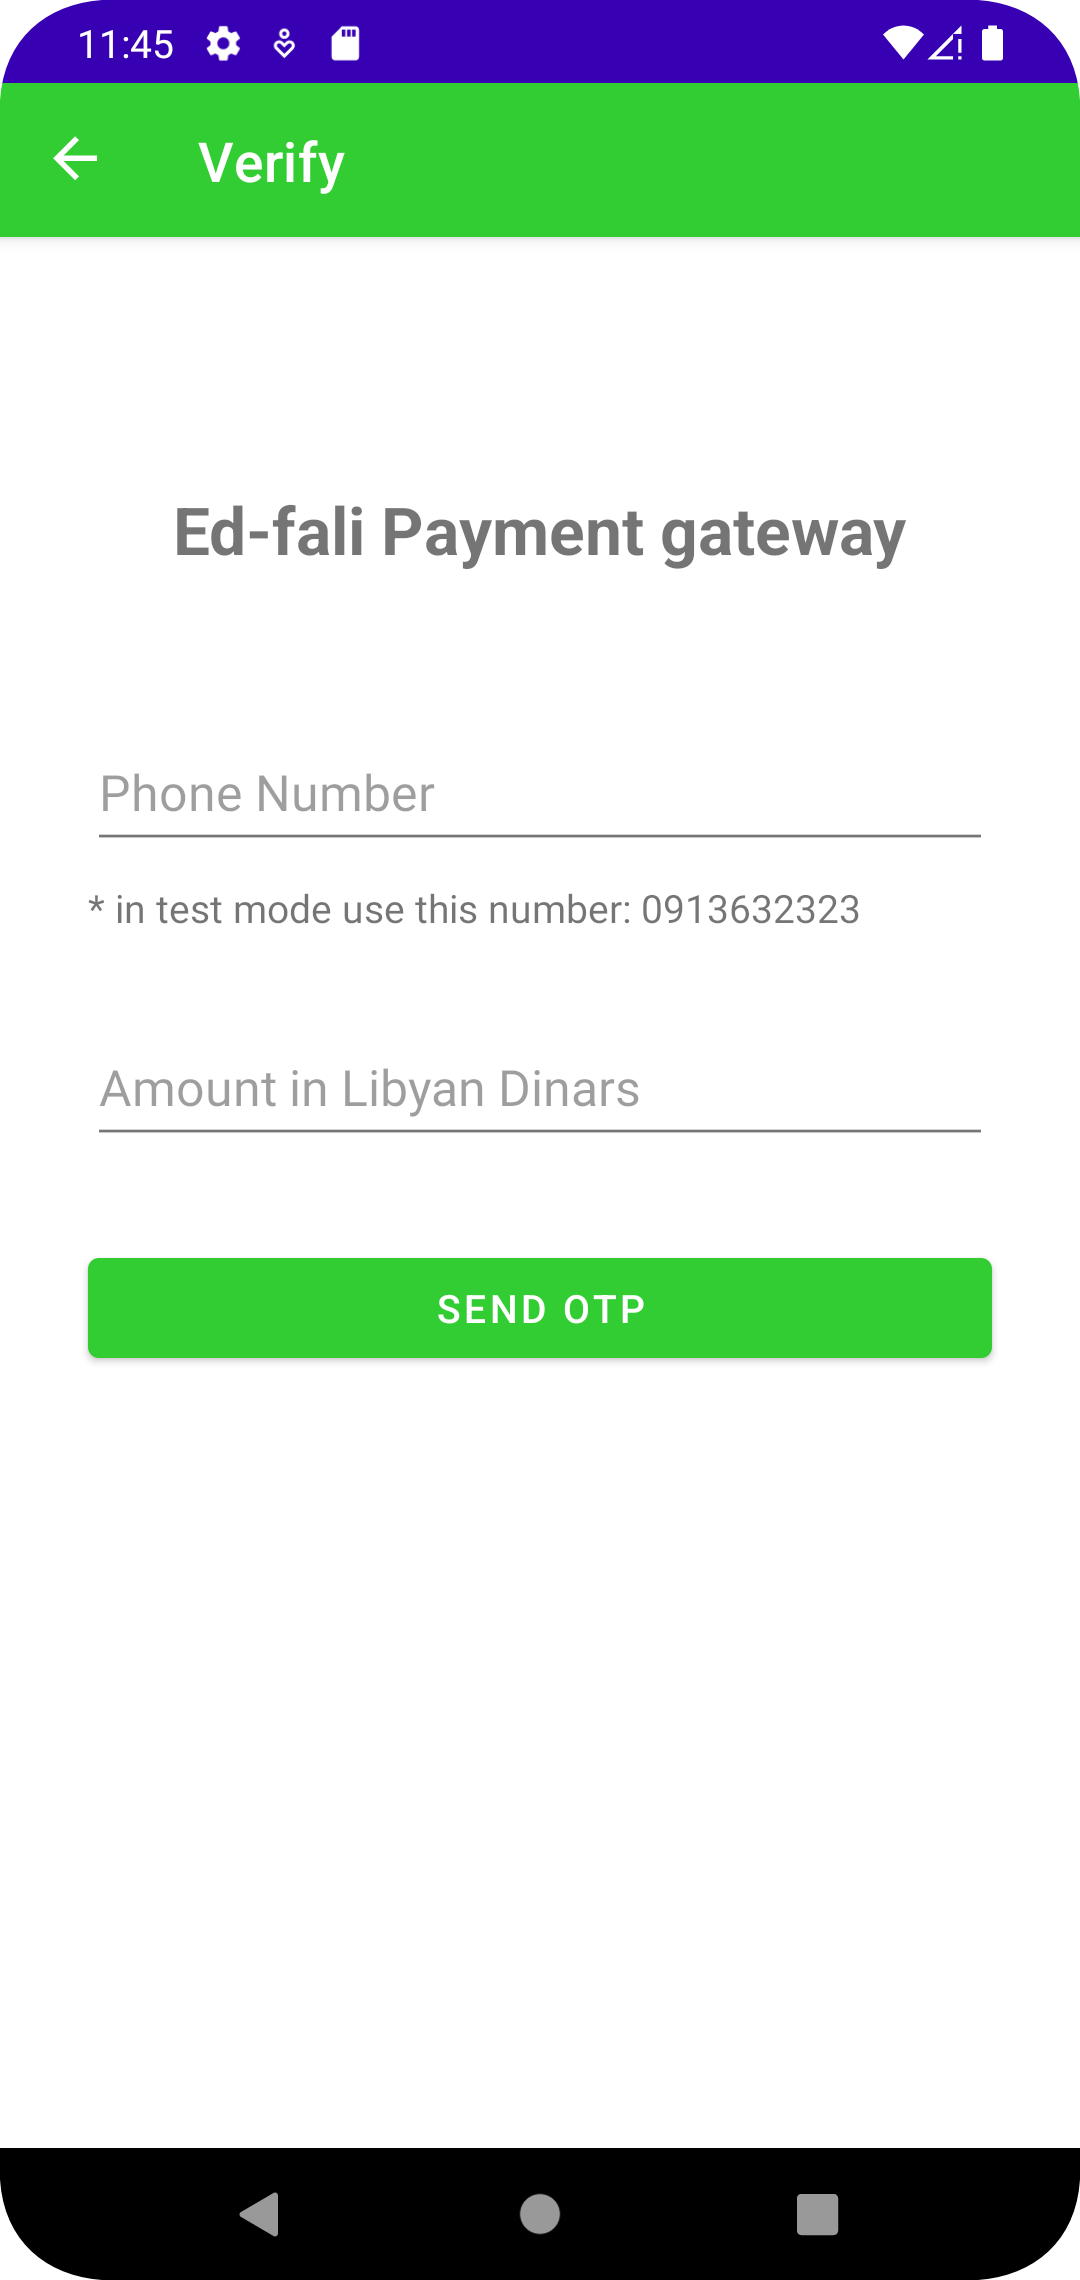 11:45
Verify
Ed-fali Payment gateway
Phone Number
* in test mode use this number: 0913632323
Amount in Libyan Dinars
SEND OTP